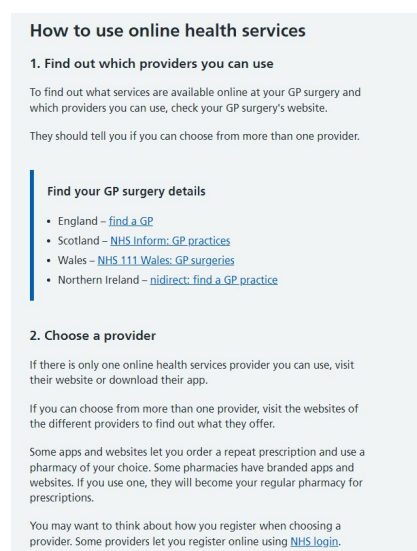 How to use online health services
1. Find out which providers you can use
To find out what services are available online at your GP surgery and
which providers you can use, check your GP surgery's website.
They should tell you if you can choose from more than one provider.
Find your GP surgery details
• England – find a GP
• Scotland – NHS Inform: GP practices
• Wales – NHS 111 Wales: GP surgeries
• Northern Ireland – nidirect: find a GP practice
2. Choose a provider
If there is only one online health services provider you can use, visit
their website or download their app.
If you can choose from more than one provider, visit the websites of
the different providers to find out what they offer.
Some apps and websites let you order a repeat prescription and use a
pharmacy of your choice. Some pharmacies have branded apps and
websites. If you use one, they will become your regular pharmacy for
prescriptions.
You may want to think about how you register when choosing a
provider. Some providers let you register online using NHS login.